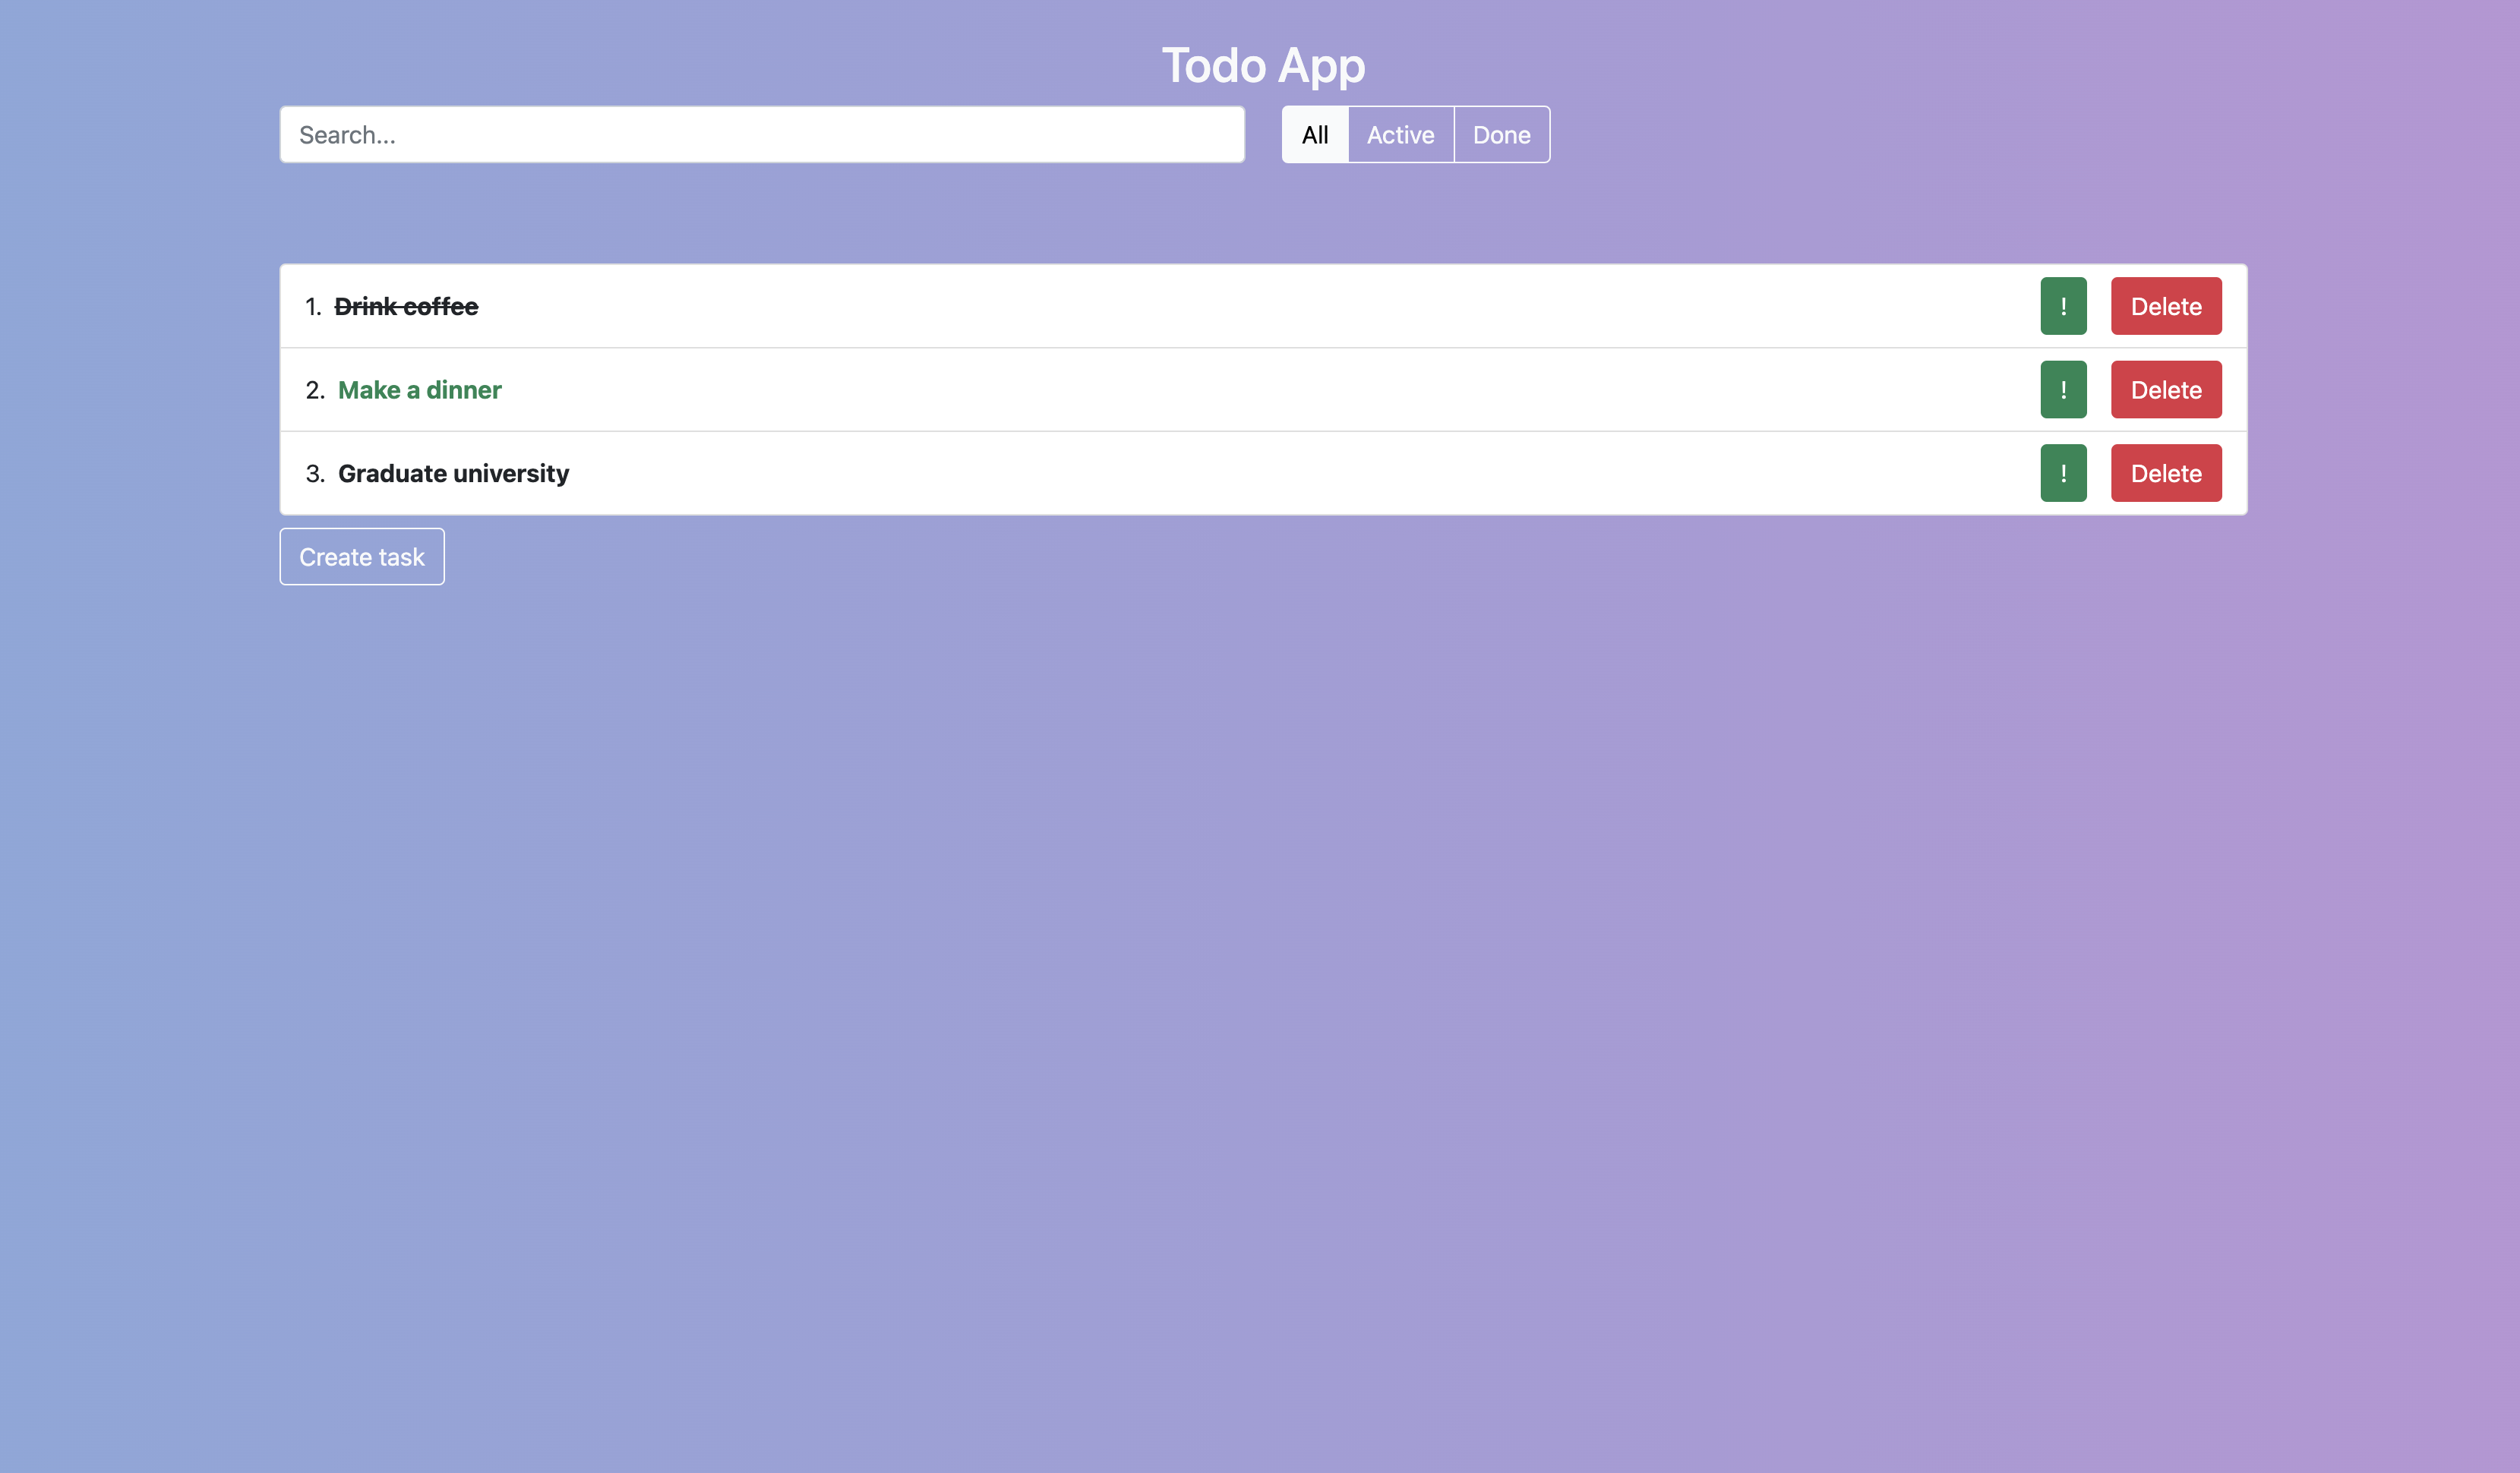 Todo App
Search...
All Active Done
1. Drink coffee ! Delete
2. Make a dinner ! Delete
3. Graduate university ! Delete
Create task